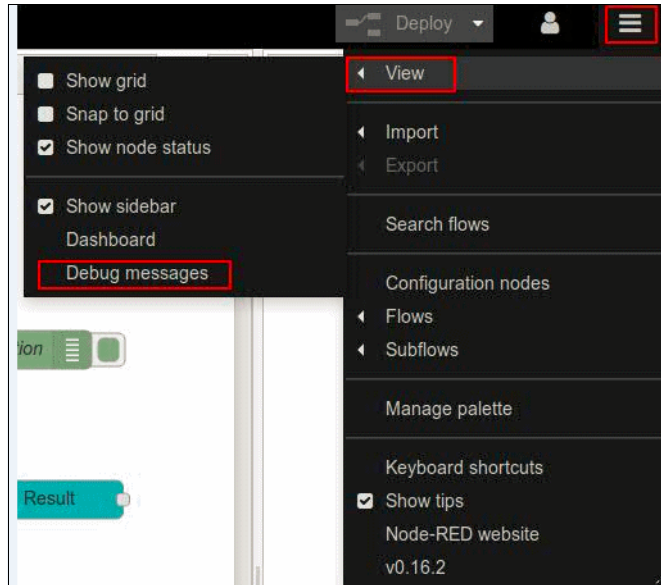 Deploy
View
Show grid
Snap to grid
Show node status
Show sidebar
Dashboard
Debug messages
Import
Export
Search flows
Configuration nodes
Flows
Subflows
Manage palette
Keyboard shortcuts
Show tips
Node-RED website
v0.16.2
tion
Result